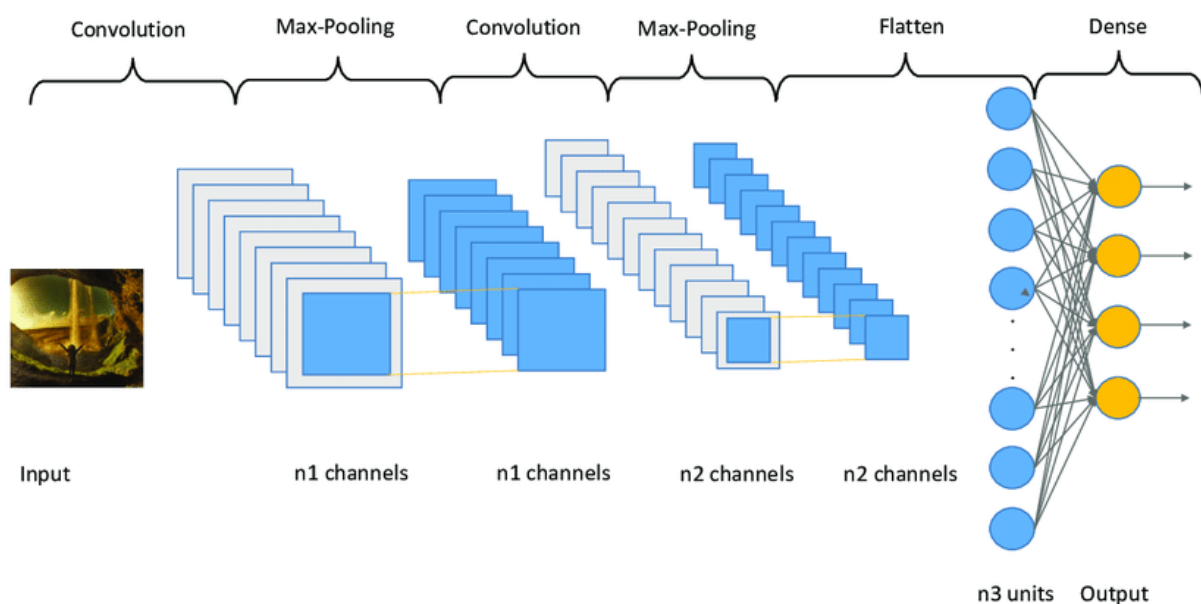 Convolution
Max-Pooling
Convolution
Max-Pooling
Flatten
Dense
Input
n1 channels
n1 channels
n2 channels
n2 channels
n3 units
Output